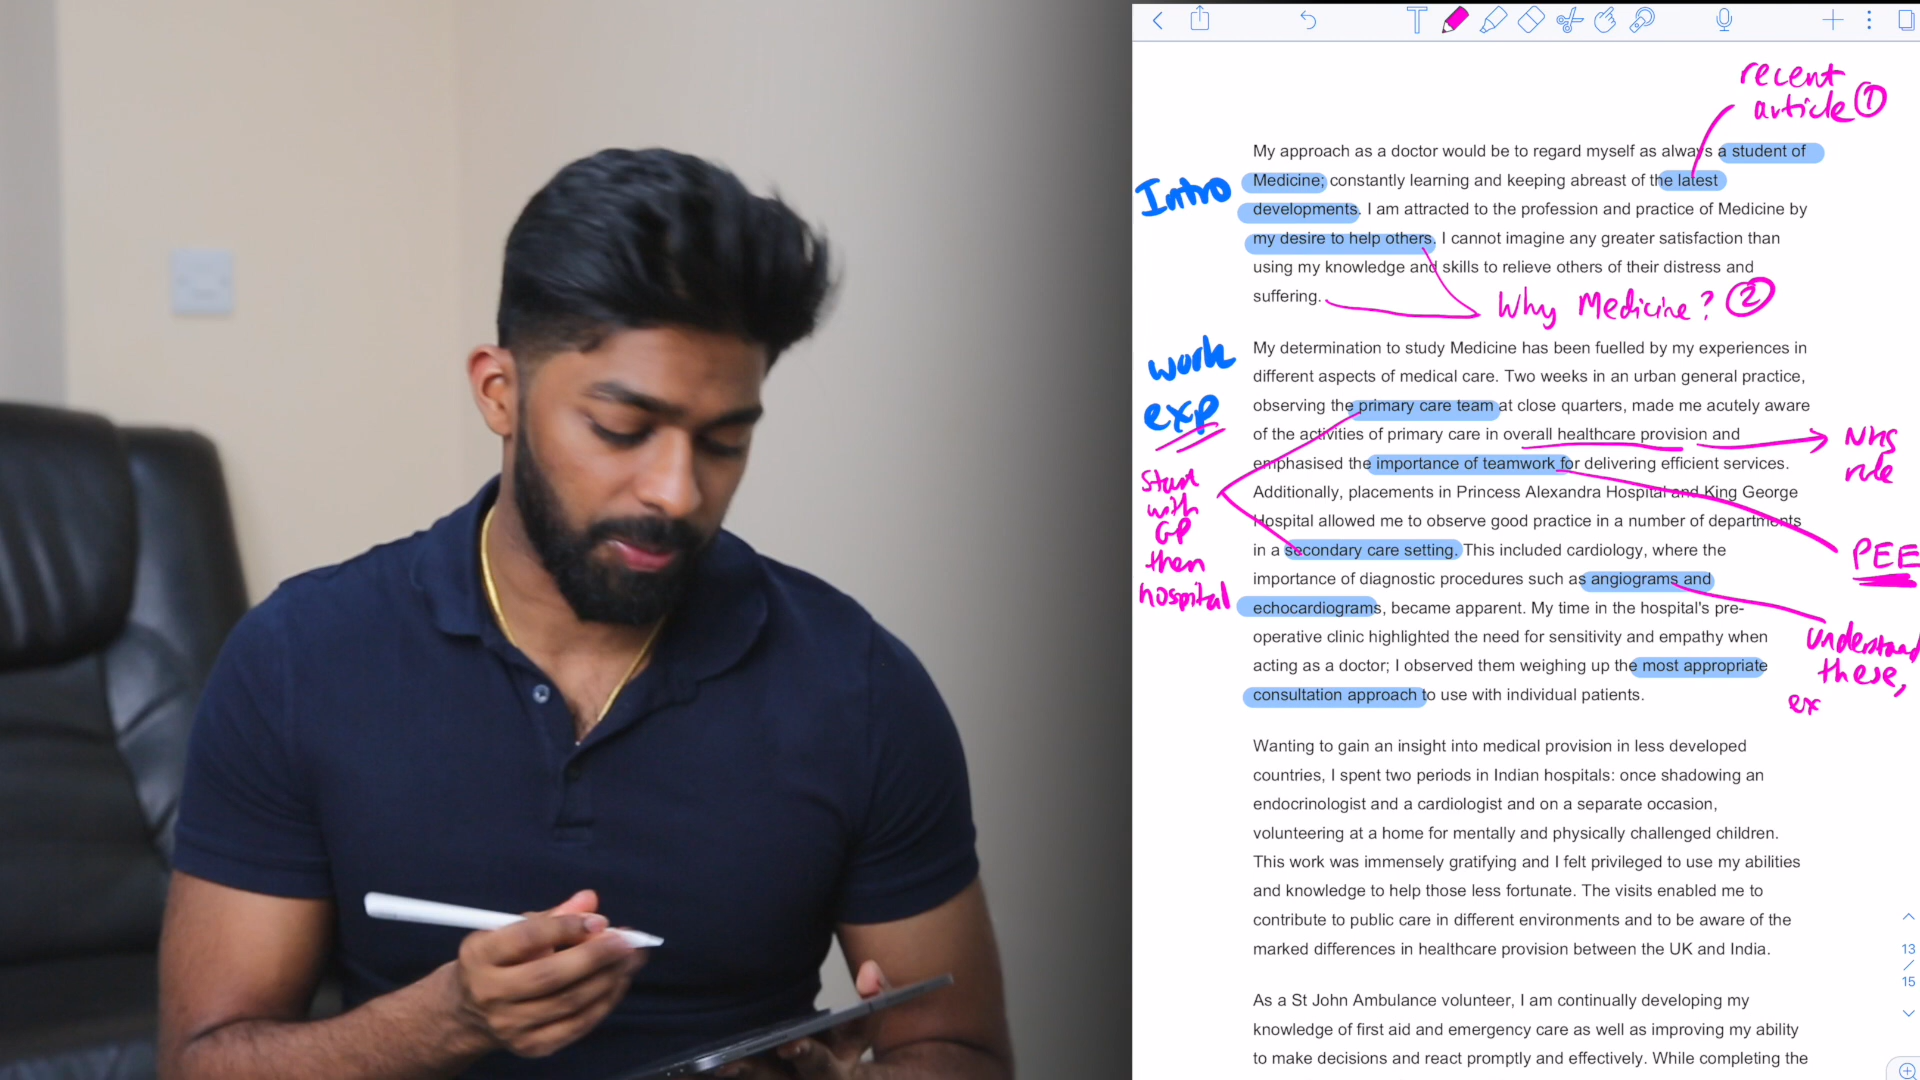 recent
article ①
My approach as a doctor would be to regard myself as always a student of
Medicine; constantly learning and keeping abreast of the latest
developments. I am attracted to the profession and practice of Medicine by
my desire to help others. I cannot imagine any greater satisfaction than
using my knowledge and skills to relieve others of their distress and
suffering.
Intro
Why Medicine? ②
work
exp
My determination to study Medicine has been fuelled by my experiences in
different aspects of medical care. Two weeks in an urban general practice,
observing the primary care team at close quarters, made me acutely aware
of the activities of primary care in overall healthcare provision and
emphasised the importance of teamwork for delivering efficient services.
Additionally, placements in Princess Alexandra Hospital and King George
Hospital allowed me to observe good practice in a number of departments
in a secondary care setting. This included cardiology, where the
importance of diagnostic procedures such as angiograms and
echocardiograms, became apparent. My time in the hospital's pre-
operative clinic highlighted the need for sensitivity and empathy when
acting as a doctor; I observed them weighing up the most appropriate
consultation approach to use with individual patients.
NHS
role
Start
with
GP
then
hospital
PEE
understand
these,
ex
Wanting to gain an insight into medical provision in less developed
countries, I spent two periods in Indian hospitals: once shadowing an
endocrinologist and a cardiologist and on a separate occasion,
volunteering at a home for mentally and physically challenged children.
This work was immensely gratifying and I felt privileged to use my abilities
and knowledge to help those less fortunate. The visits enabled me to
contribute to public care in different environments and to be aware of the
marked differences in healthcare provision between the UK and India.
13
/
15
As a St John Ambulance volunteer, I am continually developing my
knowledge of first aid and emergency care as well as improving my ability
to make decisions and react promptly and effectively. While completing the